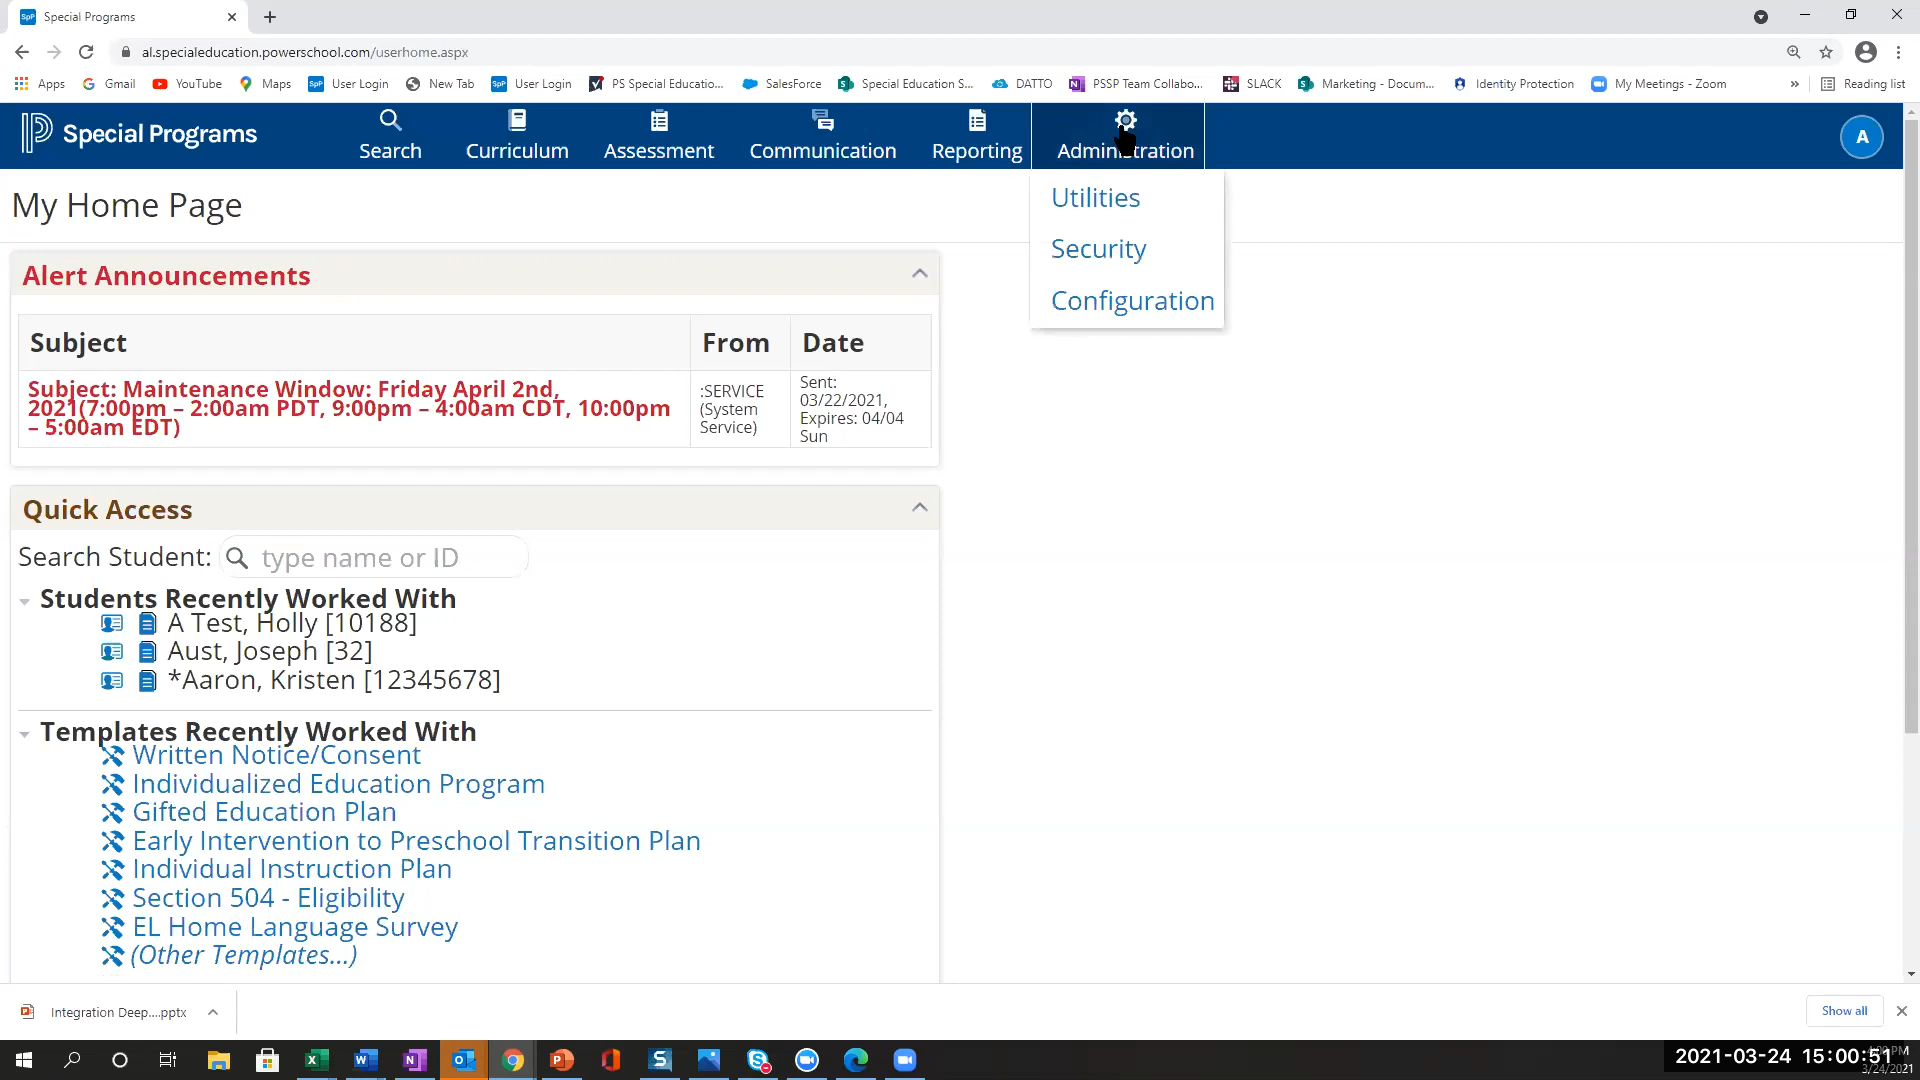 Special Programs
al.specialeducation.powerschool.com/userhome.aspx
Apps Gmail YouTube Maps User Login New Tab User Login PS Special Educatio... SalesForce Special Education S... DATTO PSSP Team Collabo... SLACK Marketing - Docum... Identity Protection My Meetings - Zoom » Reading list
Special Programs
Search Curriculum Assessment Communication Reporting Administration
A
Utilities
Security
Configuration
My Home Page
Alert Announcements
Subject From Date
Subject: Maintenance Window: Friday April 2nd,
2021(7:00pm – 2:00am PDT, 9:00pm – 4:00am CDT, 10:00pm
– 5:00am EDT)
:SERVICE
(System
Service)
Sent:
03/22/2021,
Expires: 04/04
Sun
Quick Access
Search Student: type name or ID
Students Recently Worked With
A Test, Holly [10188]
Aust, Joseph [32]
*Aaron, Kristen [12345678]
Templates Recently Worked With
Written Notice/Consent
Individualized Education Program
Gifted Education Plan
Early Intervention to Preschool Transition Plan
Individual Instruction Plan
Section 504 - Eligibility
EL Home Language Survey
(Other Templates...)
Integration Deep....pptx
Show all
2021-03-24 15:00:51
3/24/2021